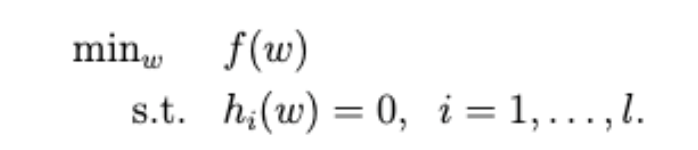 min_w f(w)
s.t. h_i(w) = 0, i = 1, . . . , l.